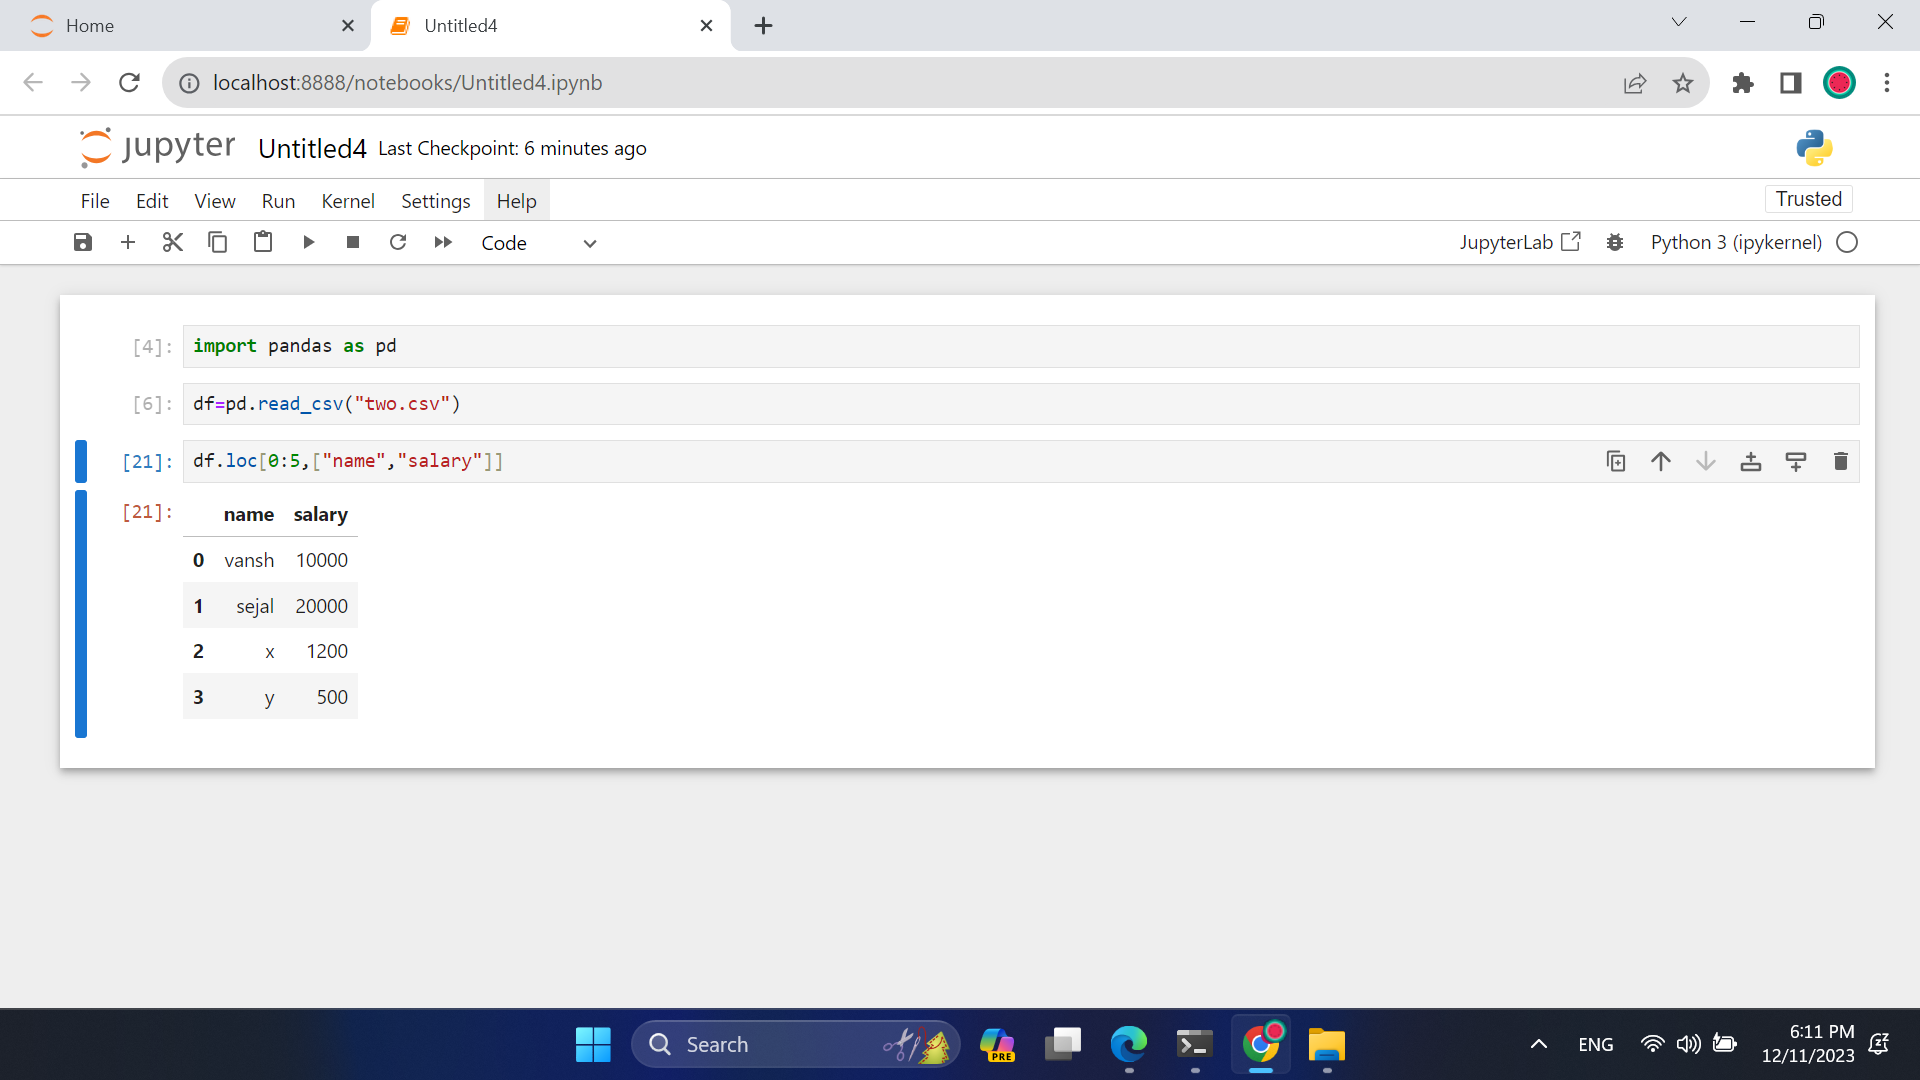 Home
Untitled4
localhost:8888/notebooks/Untitled4.ipynb
jupyter Untitled4 Last Checkpoint: 6 minutes ago
File Edit View Run Kernel Settings Help Trusted
Code JupyterLab Python 3 (ipykernel)
[4]: import pandas as pd
[6]: df=pd.read_csv("two.csv")
[21]: df.loc[0:5,["name","salary"]]
[21]: name salary
0 vansh 10000
1 sejal 20000
2 x 1200
3 y 500
Search PRE ENG 6:11 PM
12/11/2023